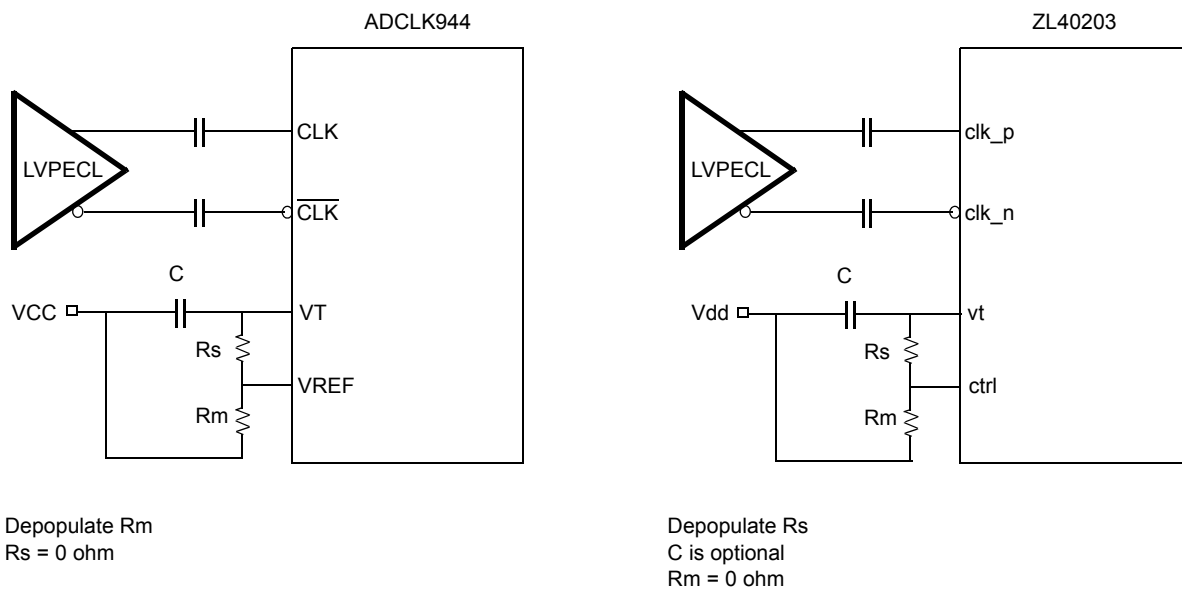 ADCLK944
ZL40203
LVPECL
CLK
CLK
C
VCC
VT
Rs
VREF
Rm
LVPECL
clk_p
clk_n
C
Vdd
vt
Rs
ctrl
Rm
Depopulate Rm
Rs = 0 ohm
Depopulate Rs
C is optional
Rm = 0 ohm